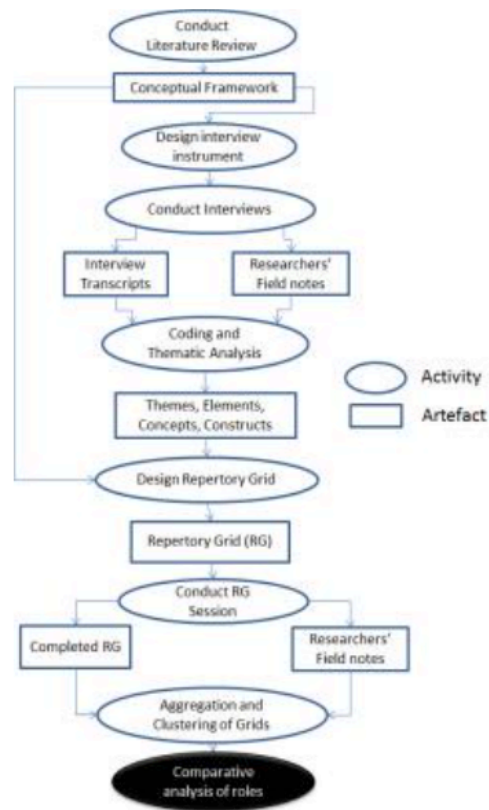 Conduct
Literature Review
Conceptual Framework
Design interview
instrument
Conduct Interviews
Interview
Transcripts
Researchers'
Field notes
Coding and
Thematic Analysis
Activity
Artefact
Themes, Elements,
Concepts, Constructs
Design Repertory Grid
Repertory Grid (RG)
Conduct RG
Session
Completed RG
Researchers'
Field notes
Aggregation and
Clustering of Grids
Comparative
analysis of roles